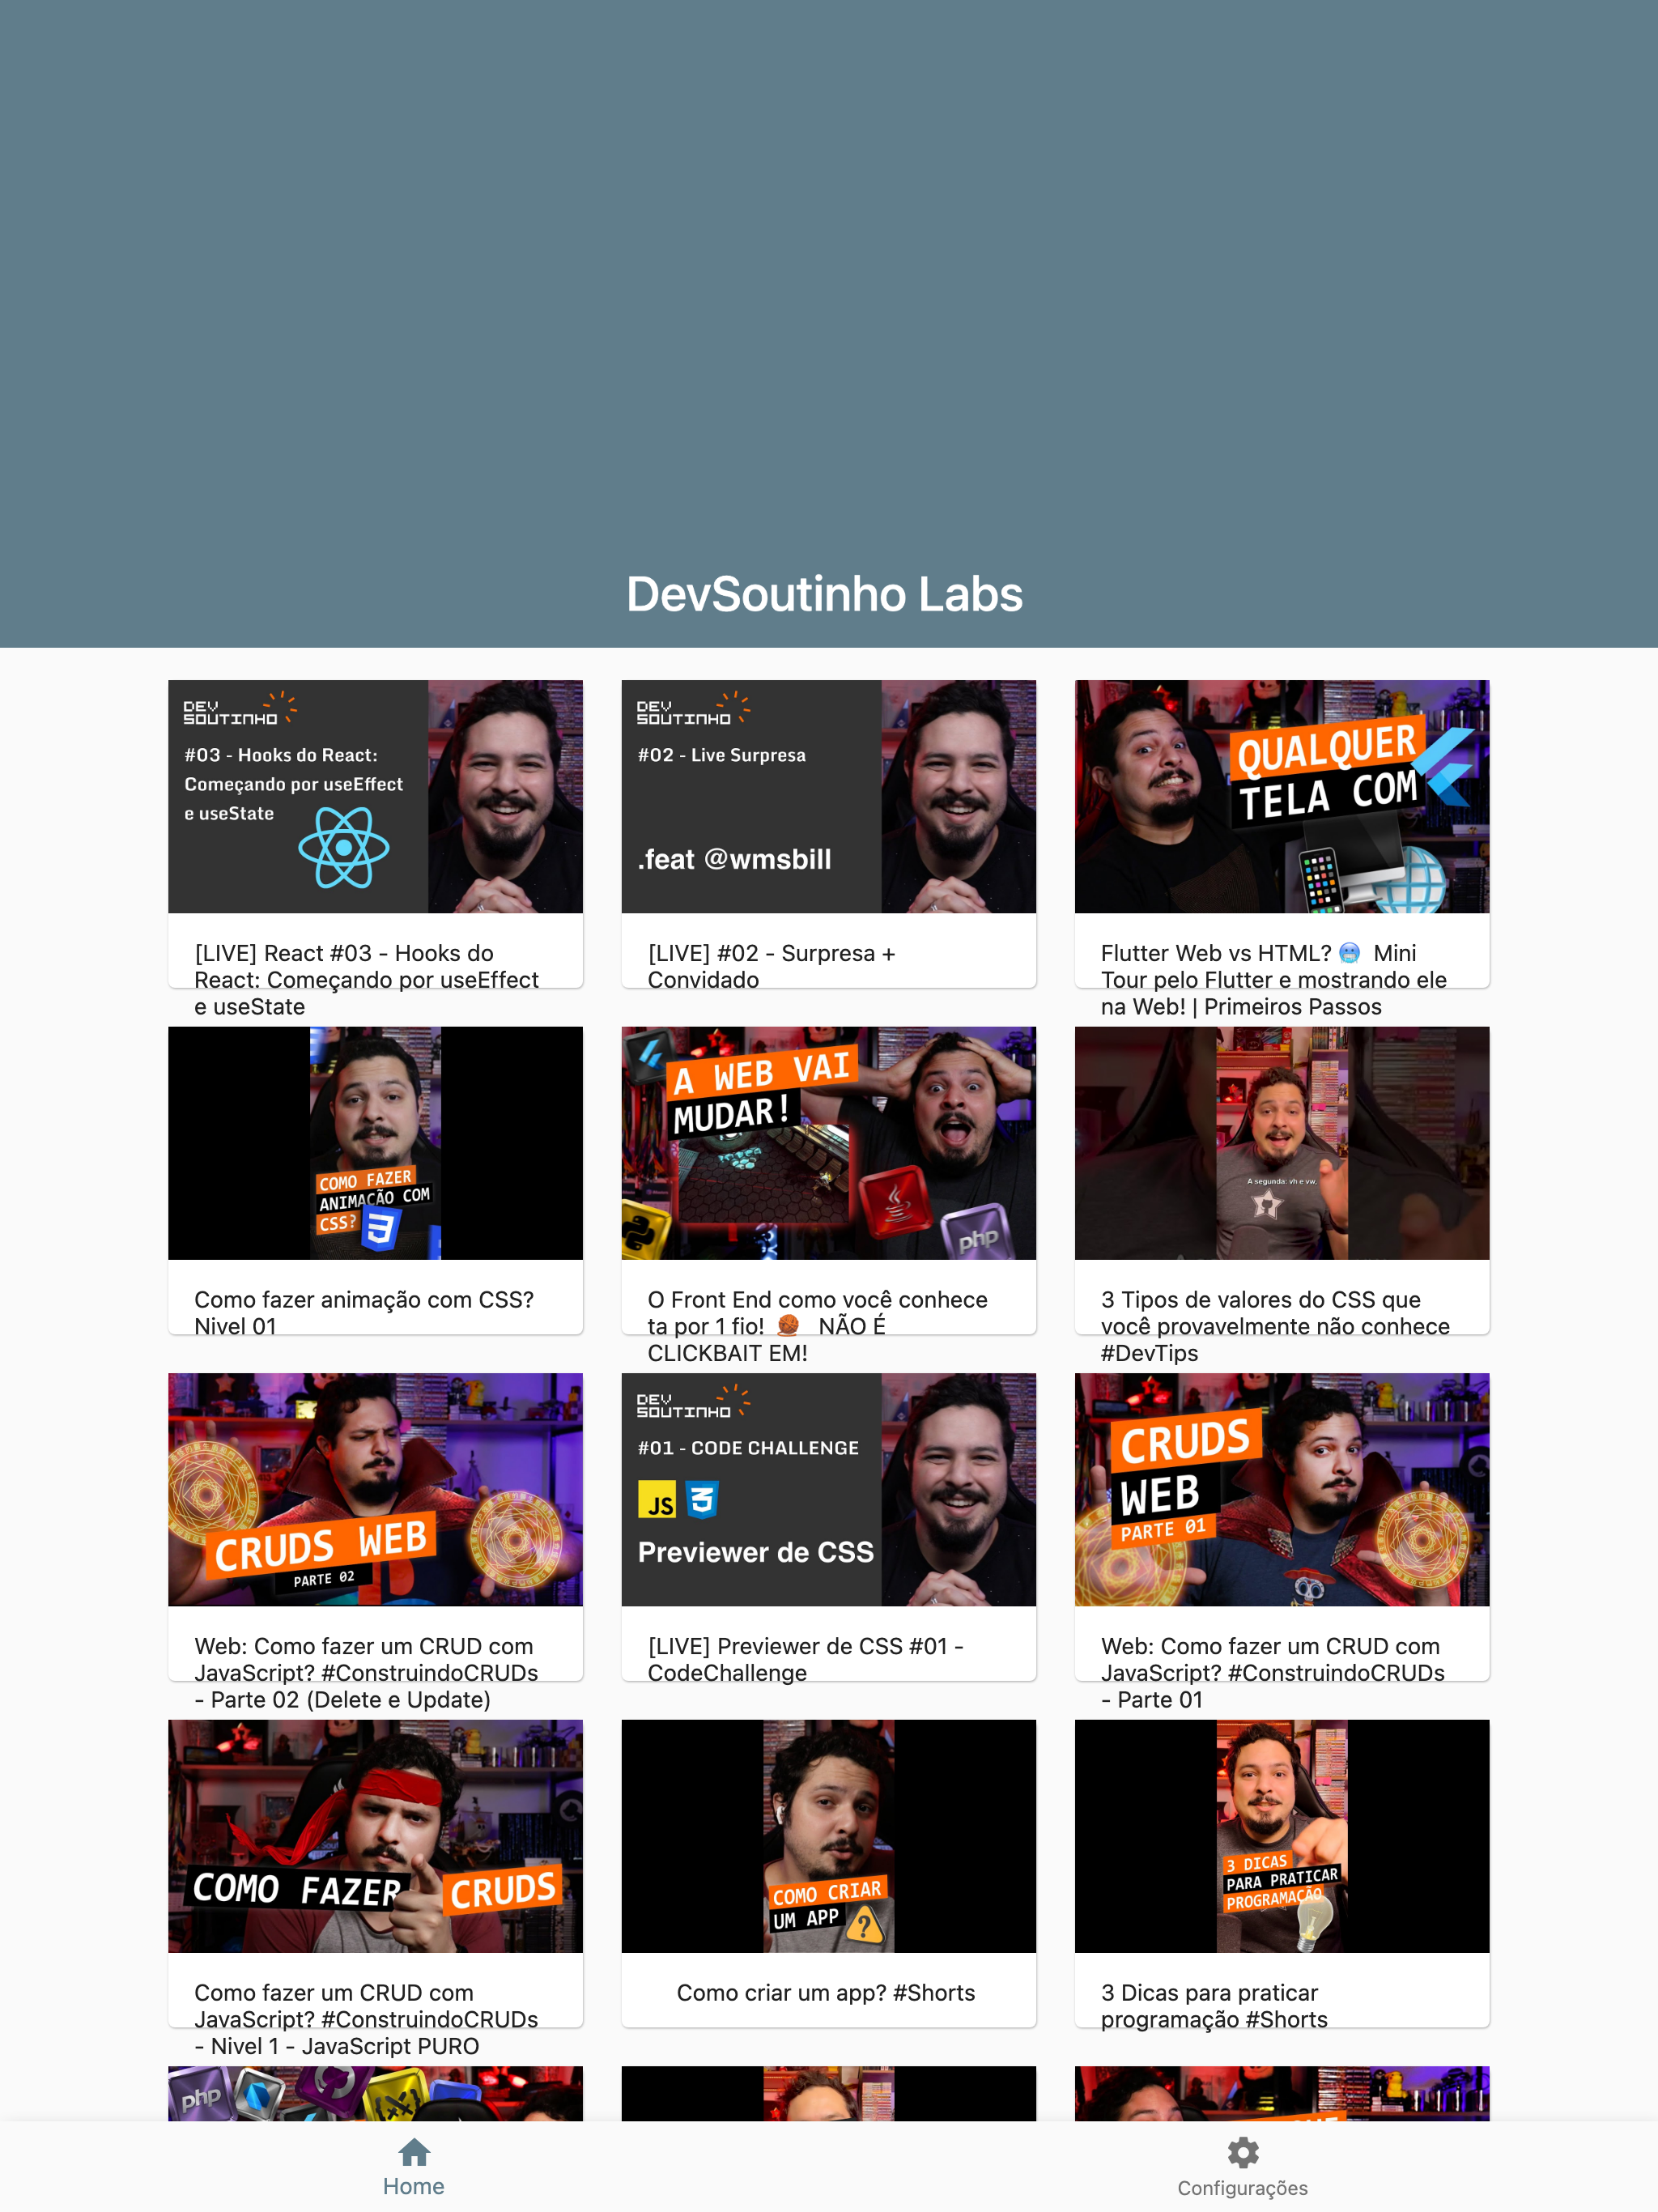 DevSoutinho Labs
DEV
SOUTINHO
#03 - Hooks do React:
Começando por useEffect
e useState
[LIVE] React #03 - Hooks do
React: Começando por useEffect
e useState
DEV
SOUTINHO
#02 - Live Surpresa
.feat @wmsbill
[LIVE] #02 - Surpresa +
Convidado
QUALQUER
TELA COM
Flutter Web vs HTML? 🥶 Mini
Tour pelo Flutter e mostrando ele
na Web! | Primeiros Passos
COMO FAZER
ANIMAÇÃO COM
CSS?
3
Como fazer animação com CSS?
Nivel 01
A WEB VAI
MUDAR!
php
O Front End como você conhece
ta por 1 fio! 🧶 NÃO É
CLICKBAIT EM!
A segunda: vh e vw,
3 Tipos de valores do CSS que
você provavelmente não conhece
#DevTips
CRUDS WEB
PARTE 02
Web: Como fazer um CRUD com
JavaScript? #ConstruindoCRUDs
- Parte 02 (Delete e Update)
DEV
SOUTINHO
#01 - CODE CHALLENGE
JS 3
Previewer de CSS
[LIVE] Previewer de CSS #01 -
CodeChallenge
CRUDS
WEB
PARTE 01
Web: Como fazer um CRUD com
JavaScript? #ConstruindoCRUDs
- Parte 01
COMO FAZER CRUDS
Como fazer um CRUD com
JavaScript? #ConstruindoCRUDs
- Nivel 1 - JavaScript PURO
COMO CRIAR
UM APP ?
Como criar um app? #Shorts
3 DICAS
PARA PRATICAR
PROGRAMAÇÃO
3 Dicas para praticar
programação #Shorts
php
Home
Configurações